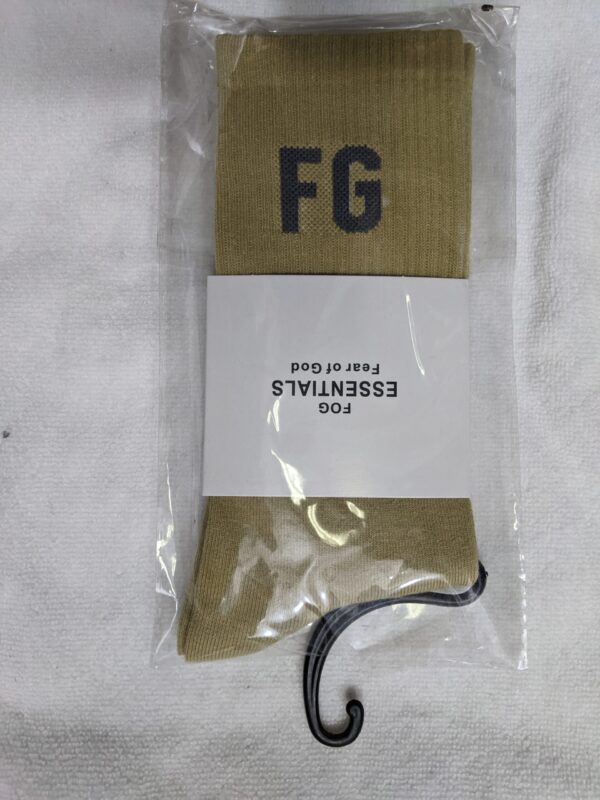 FG
FOG
ESSENTIALS
Fear of God